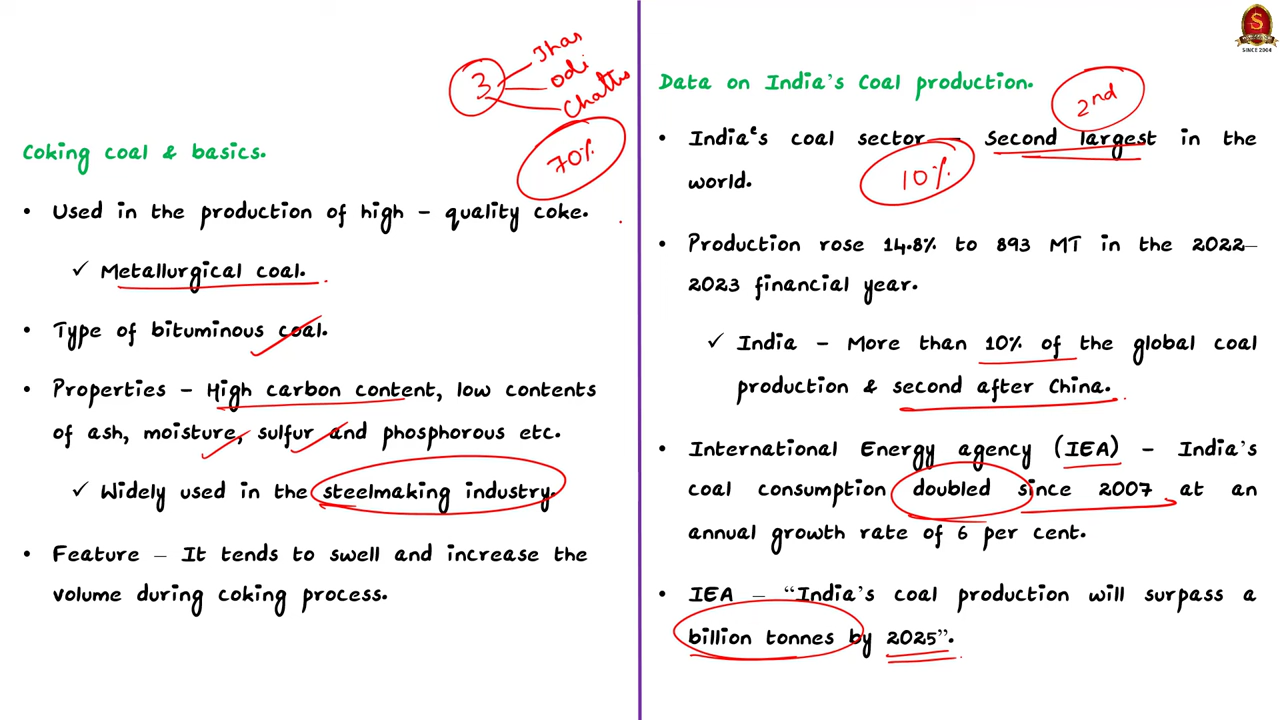 3
Jhar
odi
Chattis
70%
Coking coal & basics.
• Used in the production of high – quality coke.
✓ Metallurgical coal.
• Type of bituminous coal.
• Properties – High carbon content, low contents
of ash, moisture, sulfur and phosphorous etc.
✓ Widely used in the steelmaking industry.
• Feature – It tends to swell and increase the
volume during coking process.
S
SINCE 2004
Data on India's Coal production.
2nd
• India's coal sector – Second largest in the
world.
10%
• Production rose 14.8% to 893 MT in the 2022–
2023 financial year.
✓ India – More than 10% of the global coal
production & second after China.
• International Energy agency (IEA) – India's
coal consumption doubled since 2007 at an
annual growth rate of 6 per cent.
• IEA – “India's coal production will surpass a
billion tonnes by 2025”.